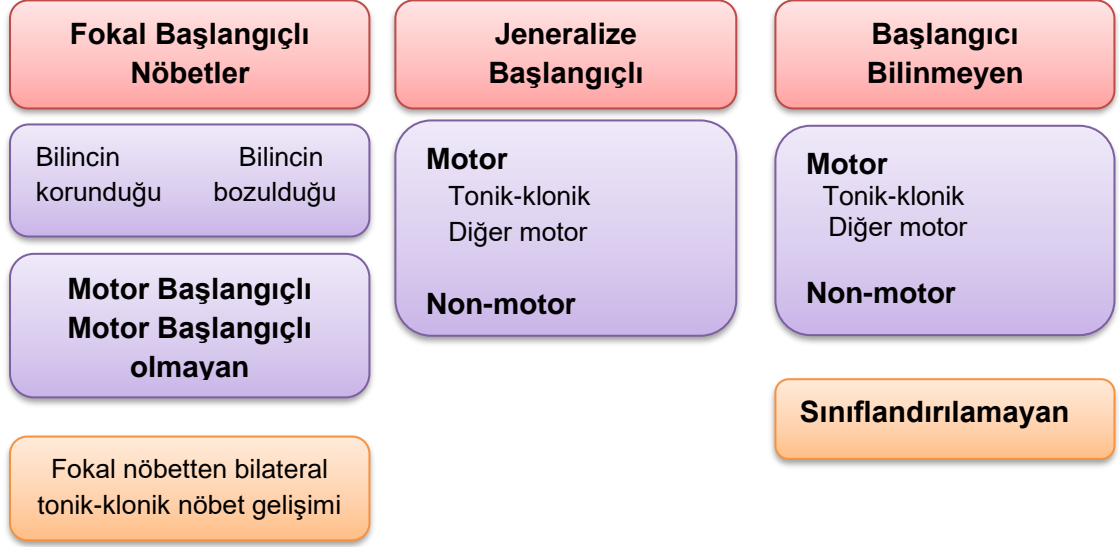 Fokal Başlangıçlı
Nöbetler
Bilincin Bilincin
korunduğu bozulduğu
Motor Başlangıçlı
Motor Başlangıçlı
olmayan
Fokal nöbetten bilateral
tonik-klonik nöbet gelişimi
Jeneralize
Başlangıçlı
Motor
Tonik-klonik
Diğer motor
Non-motor
Başlangıcı
Bilinmeyen
Motor
Tonik-klonik
Diğer motor
Non-motor
Sınıflandırılamayan